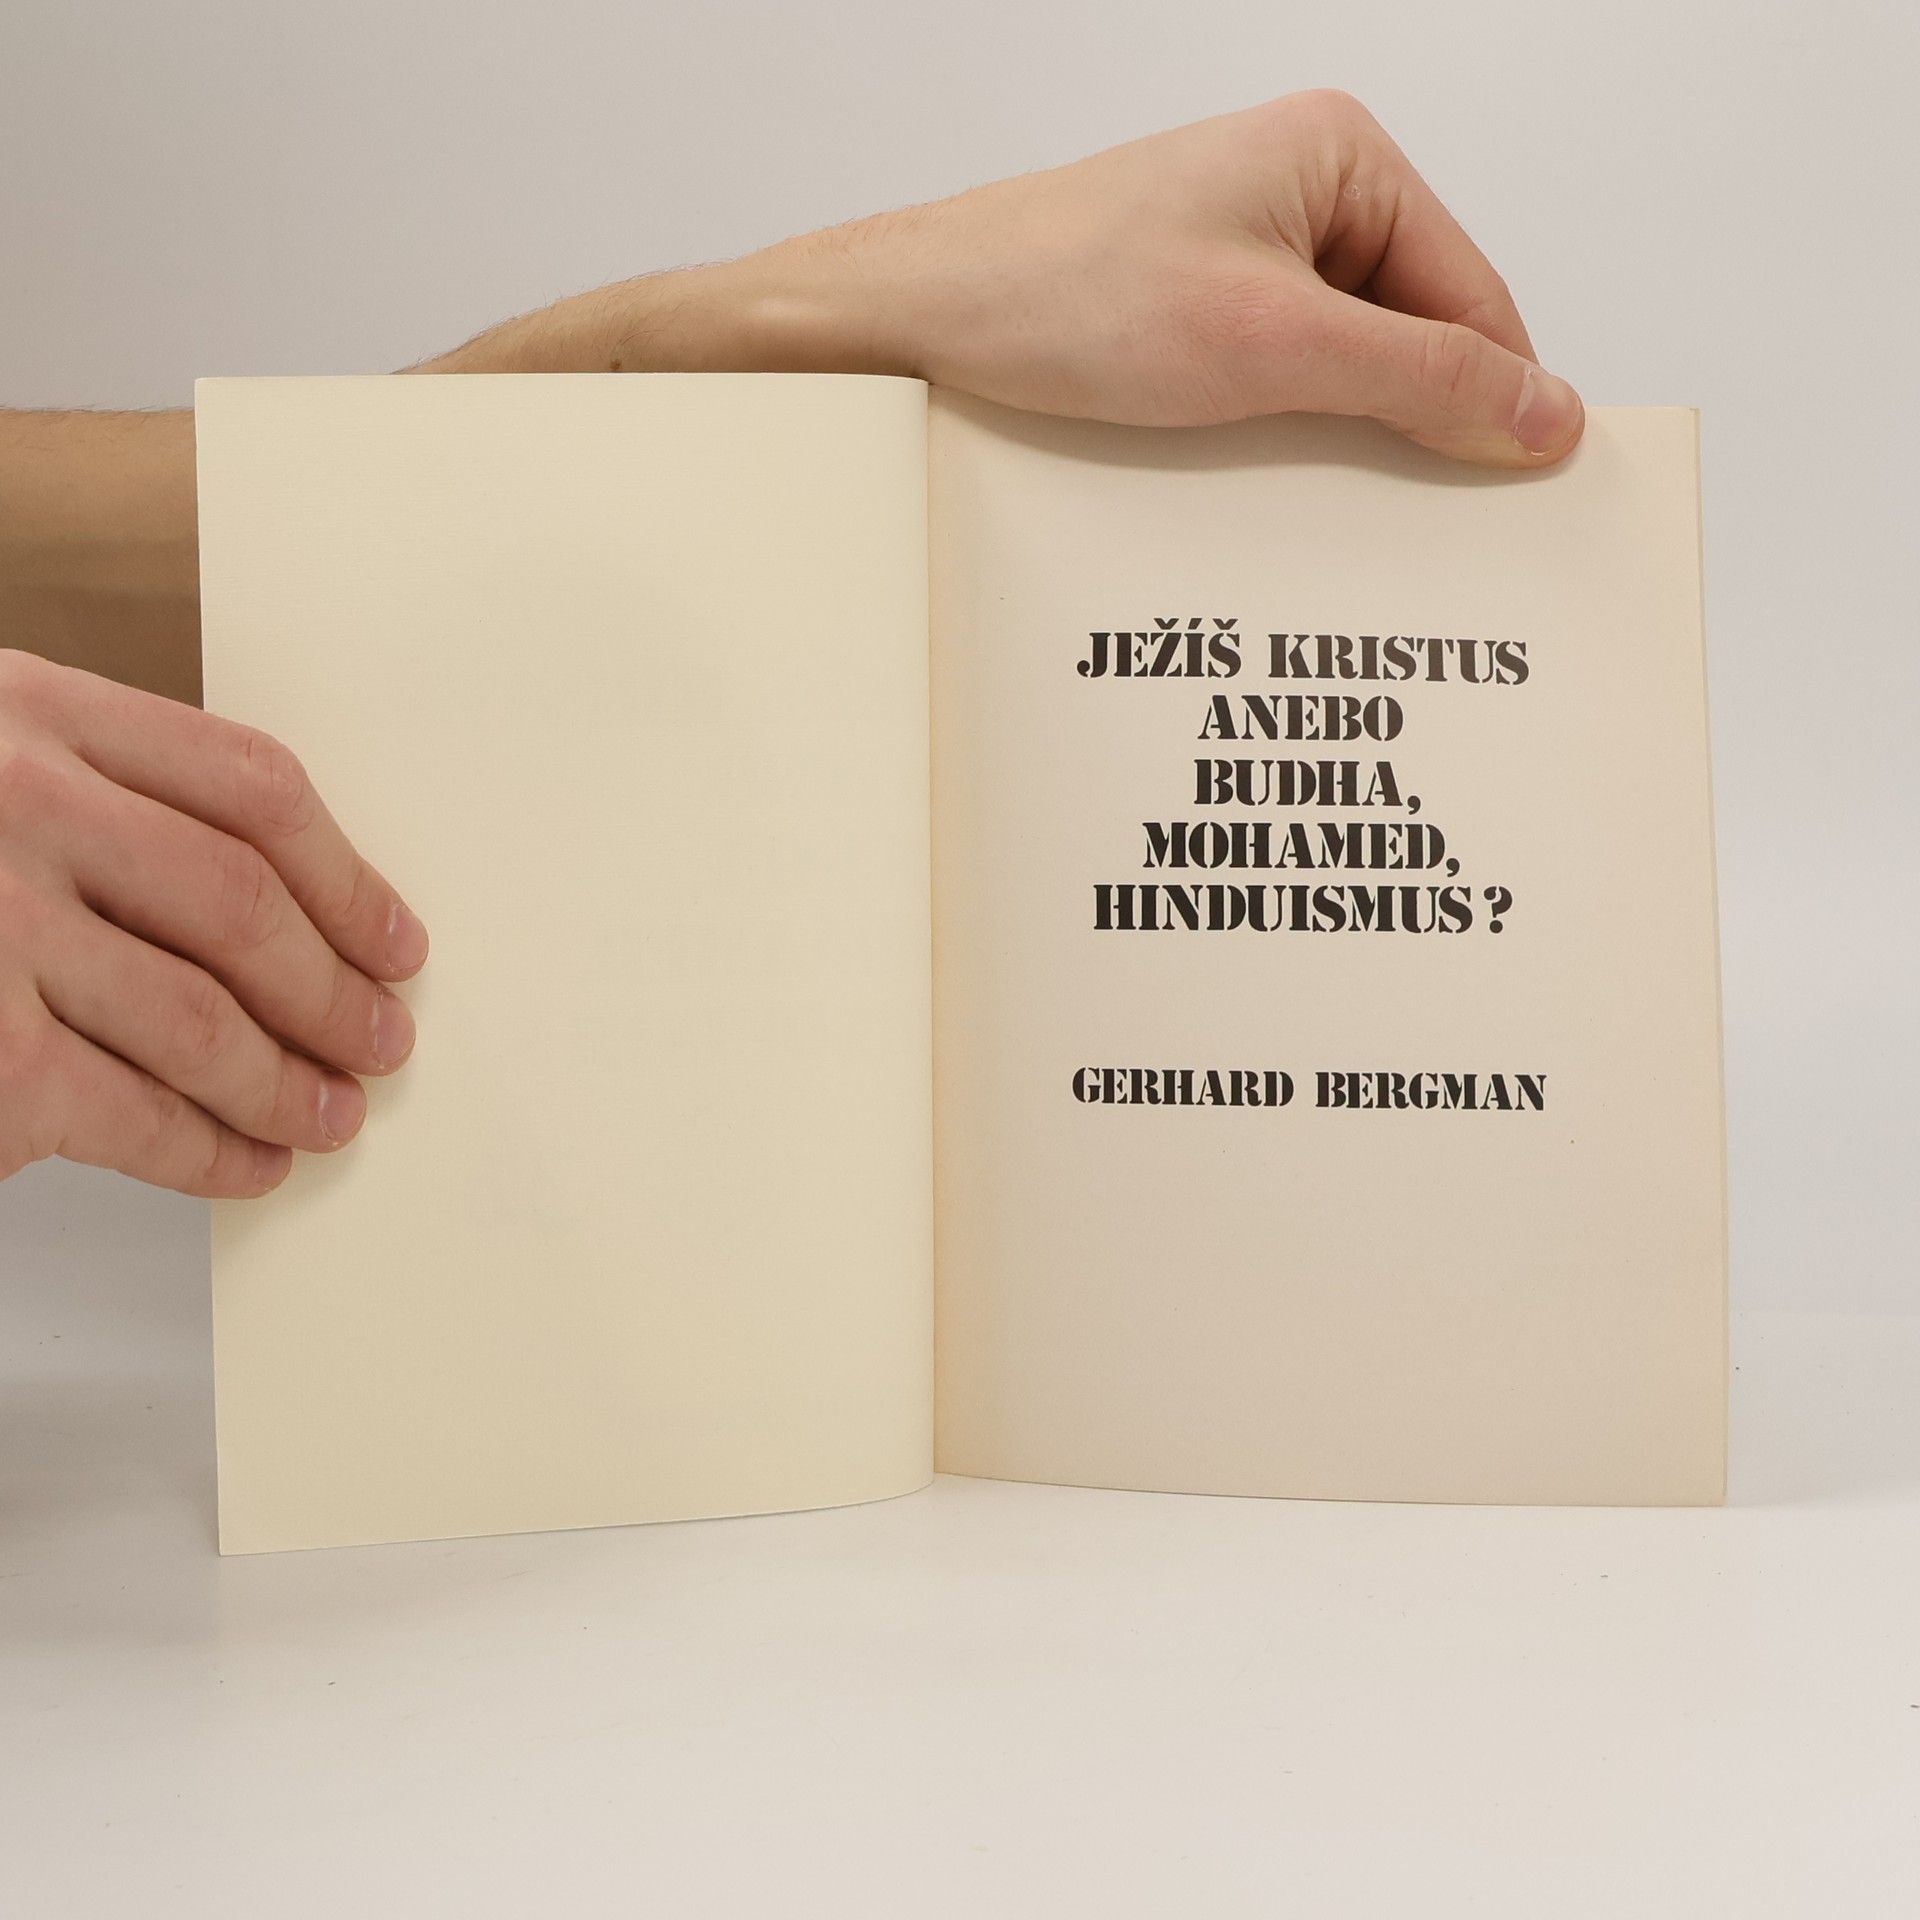 JEŽÍŠ KRISTUS
ANEBO
BUDHA,
MOHAMED,
HINDUISMUS?
GERHARD BERGMAN